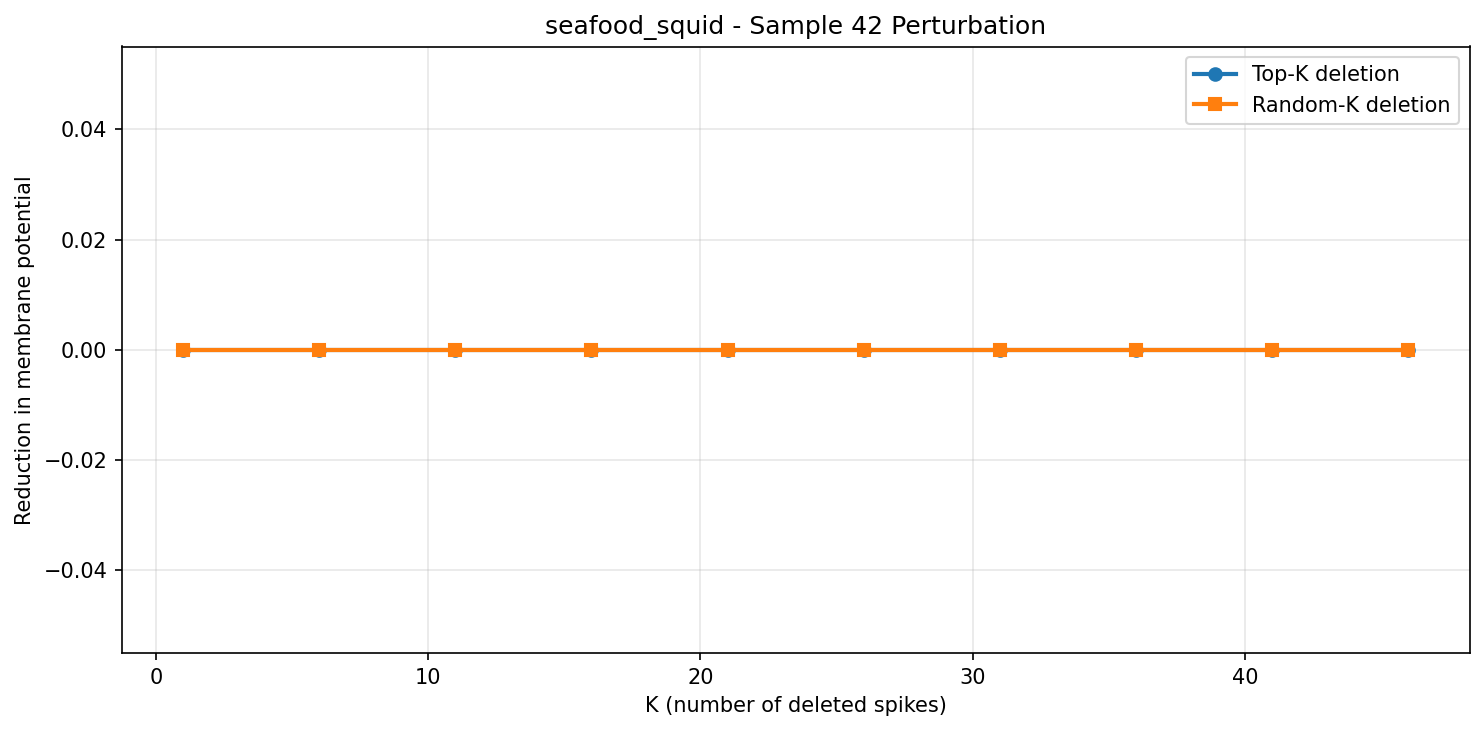 seafood_squid - Sample 42 Perturbation
Top-K deletion
Random-K deletion
Reduction in membrane potential
0.04
0.02
0.00
−0.02
−0.04
0
10
20
30
40
K (number of deleted spikes)